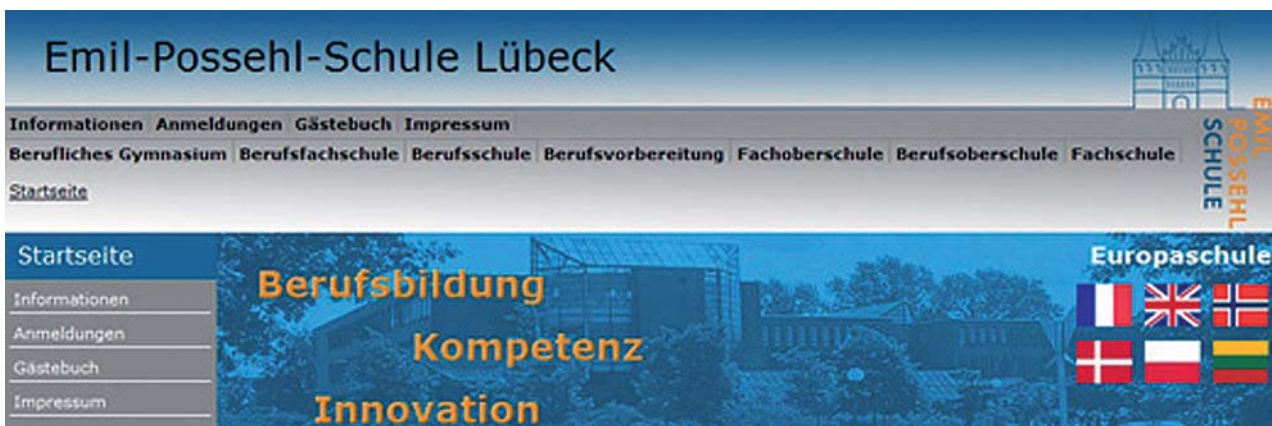 Emil-Possehl-Schule Lübeck
Informationen Anmeldungen Gästebuch Impressum
Berufliches Gymnasium Berufsfachschule Berufsschule Berufsvorbereitung Fachoberschule Berufsoberschule Fachschule
Startseite
EMIL
POSSEHL
SCHULE
Startseite
Informationen
Anmeldungen
Gästebuch
Impressum
Berufsbildung
Kompetenz
Innovation
Europaschule